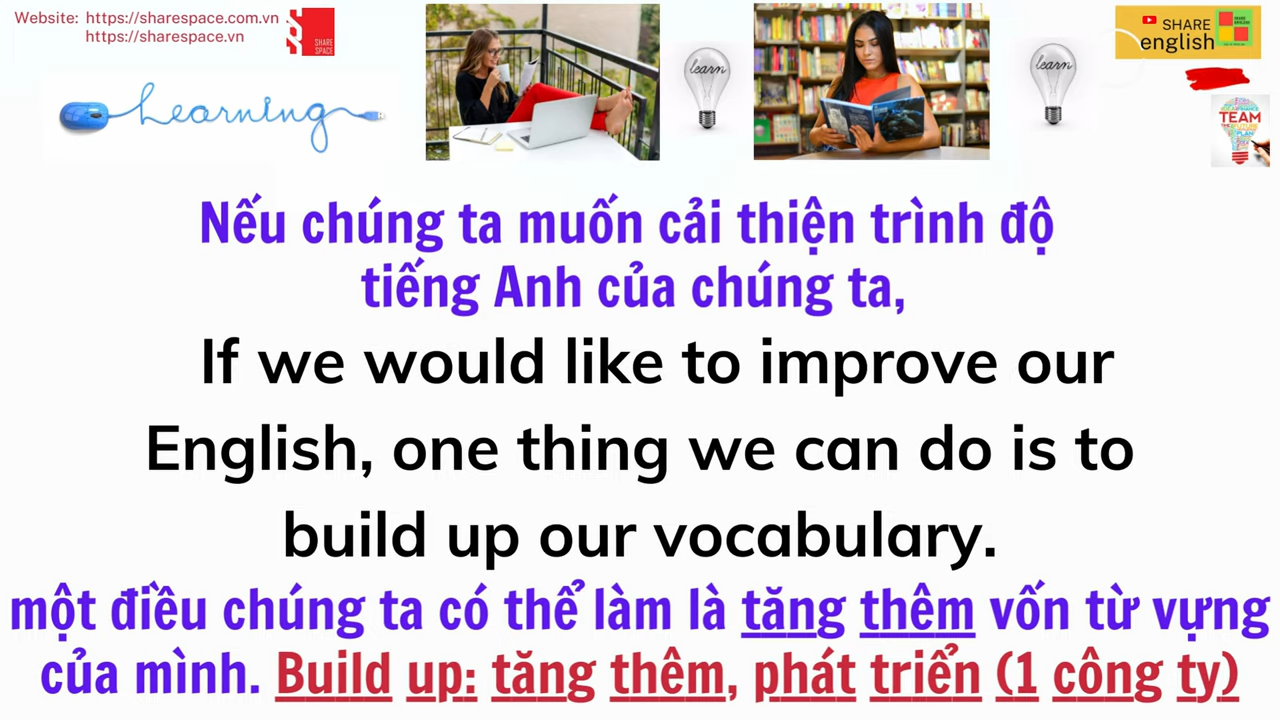 Website: https://sharespace.com.vn
https://sharespace.vn
SHARE
SPACE
Learning
learn
learn
SHARE
english
TEAM
PLAN
Nếu chúng ta muốn cải thiện trình độ
tiếng Anh của chúng ta,
If we would like to improve our
English, one thing we can do is to
build up our vocabulary.
một điều chúng ta có thể làm là tăng thêm vốn từ vựng
của mình. Build up: tăng thêm, phát triển (1 công ty)